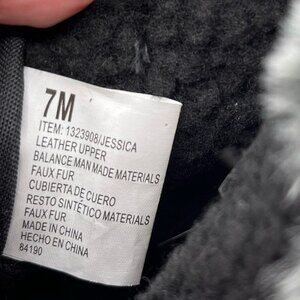 7M
ITEM: 1323908/JESSICA
LEATHER UPPER
BALANCE MAN MADE MATERIALS
FAUX FUR
CUBIERTA DE CUERO
RESTO SINTÉTICO MATERIALS
FAUX FUR
MADE IN CHINA
HECHO EN CHINA
84190